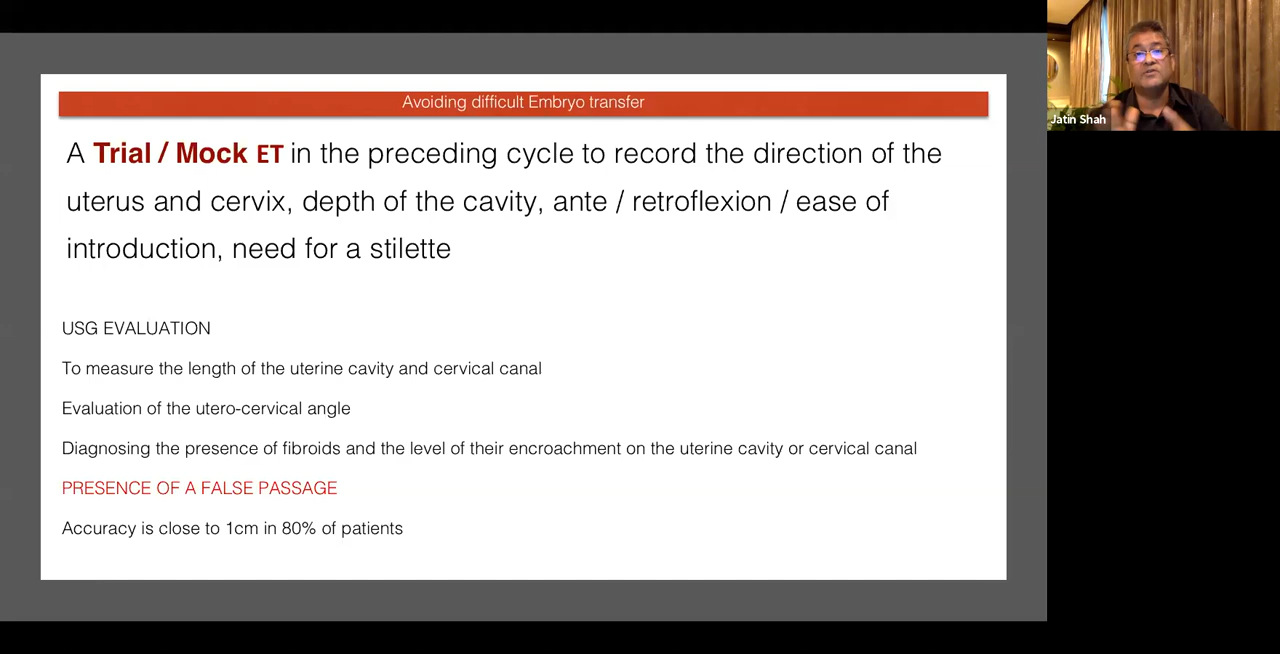 Avoiding difficult Embryo transfer
A Trial / Mock ET in the preceding cycle to record the direction of the
uterus and cervix, depth of the cavity, ante / retroflexion / ease of
introduction, need for a stilette
USG EVALUATION
To measure the length of the uterine cavity and cervical canal
Evaluation of the utero-cervical angle
Diagnosing the presence of fibroids and the level of their encroachment on the uterine cavity or cervical canal
PRESENCE OF A FALSE PASSAGE
Accuracy is close to 1cm in 80% of patients
Jatin Shah